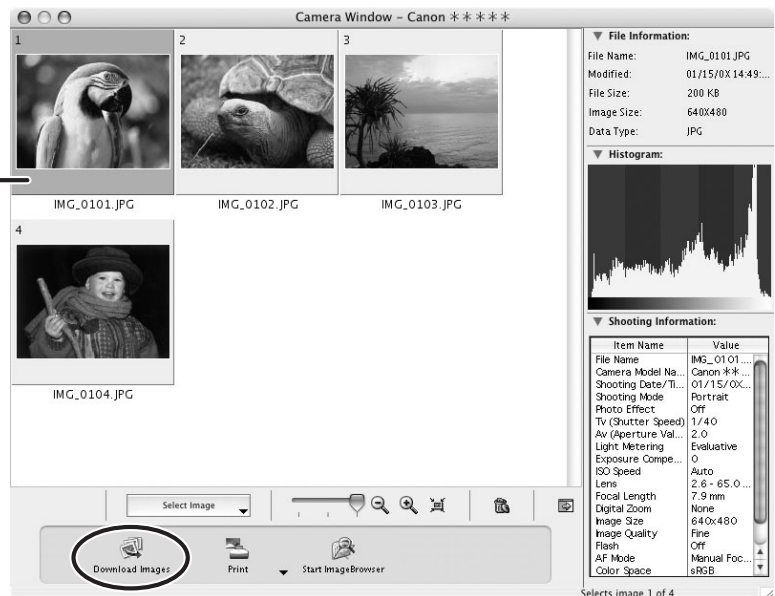 Camera Window – Canon ＊＊＊＊＊
1
2
3
IMG_0101.JPG
IMG_0102.JPG
IMG_0103.JPG
4
IMG_0104.JPG
Select Image
Download Images
Print
Start ImageBrowser
▼ File Information:
File Name: IMG_0101.JPG
Modified: 01/15/0X 14:49:...
File Size: 200 KB
Image Size: 640X480
Data Type: JPG
▼ Histogram:
▼ Shooting Information:
Item Name Value
File Name IMG_0101....
Camera Model Na... Canon ＊＊...
Shooting Date/Ti... 01/15/0X...
Shooting Mode Portrait
Photo Effect Off
Tv (Shutter Speed) 1/40
Av (Aperture Val... 2.0
Light Metering Evaluative
Exposure Compe... 0
ISO Speed Auto
Lens 2.6 - 65.0 ...
Focal Length 7.9 mm
Digital Zoom None
Image Size 640x480
Image Quality Fine
Flash Off
AF Mode Manual Foc...
Color Space sRGB
Selects image 1 of 4